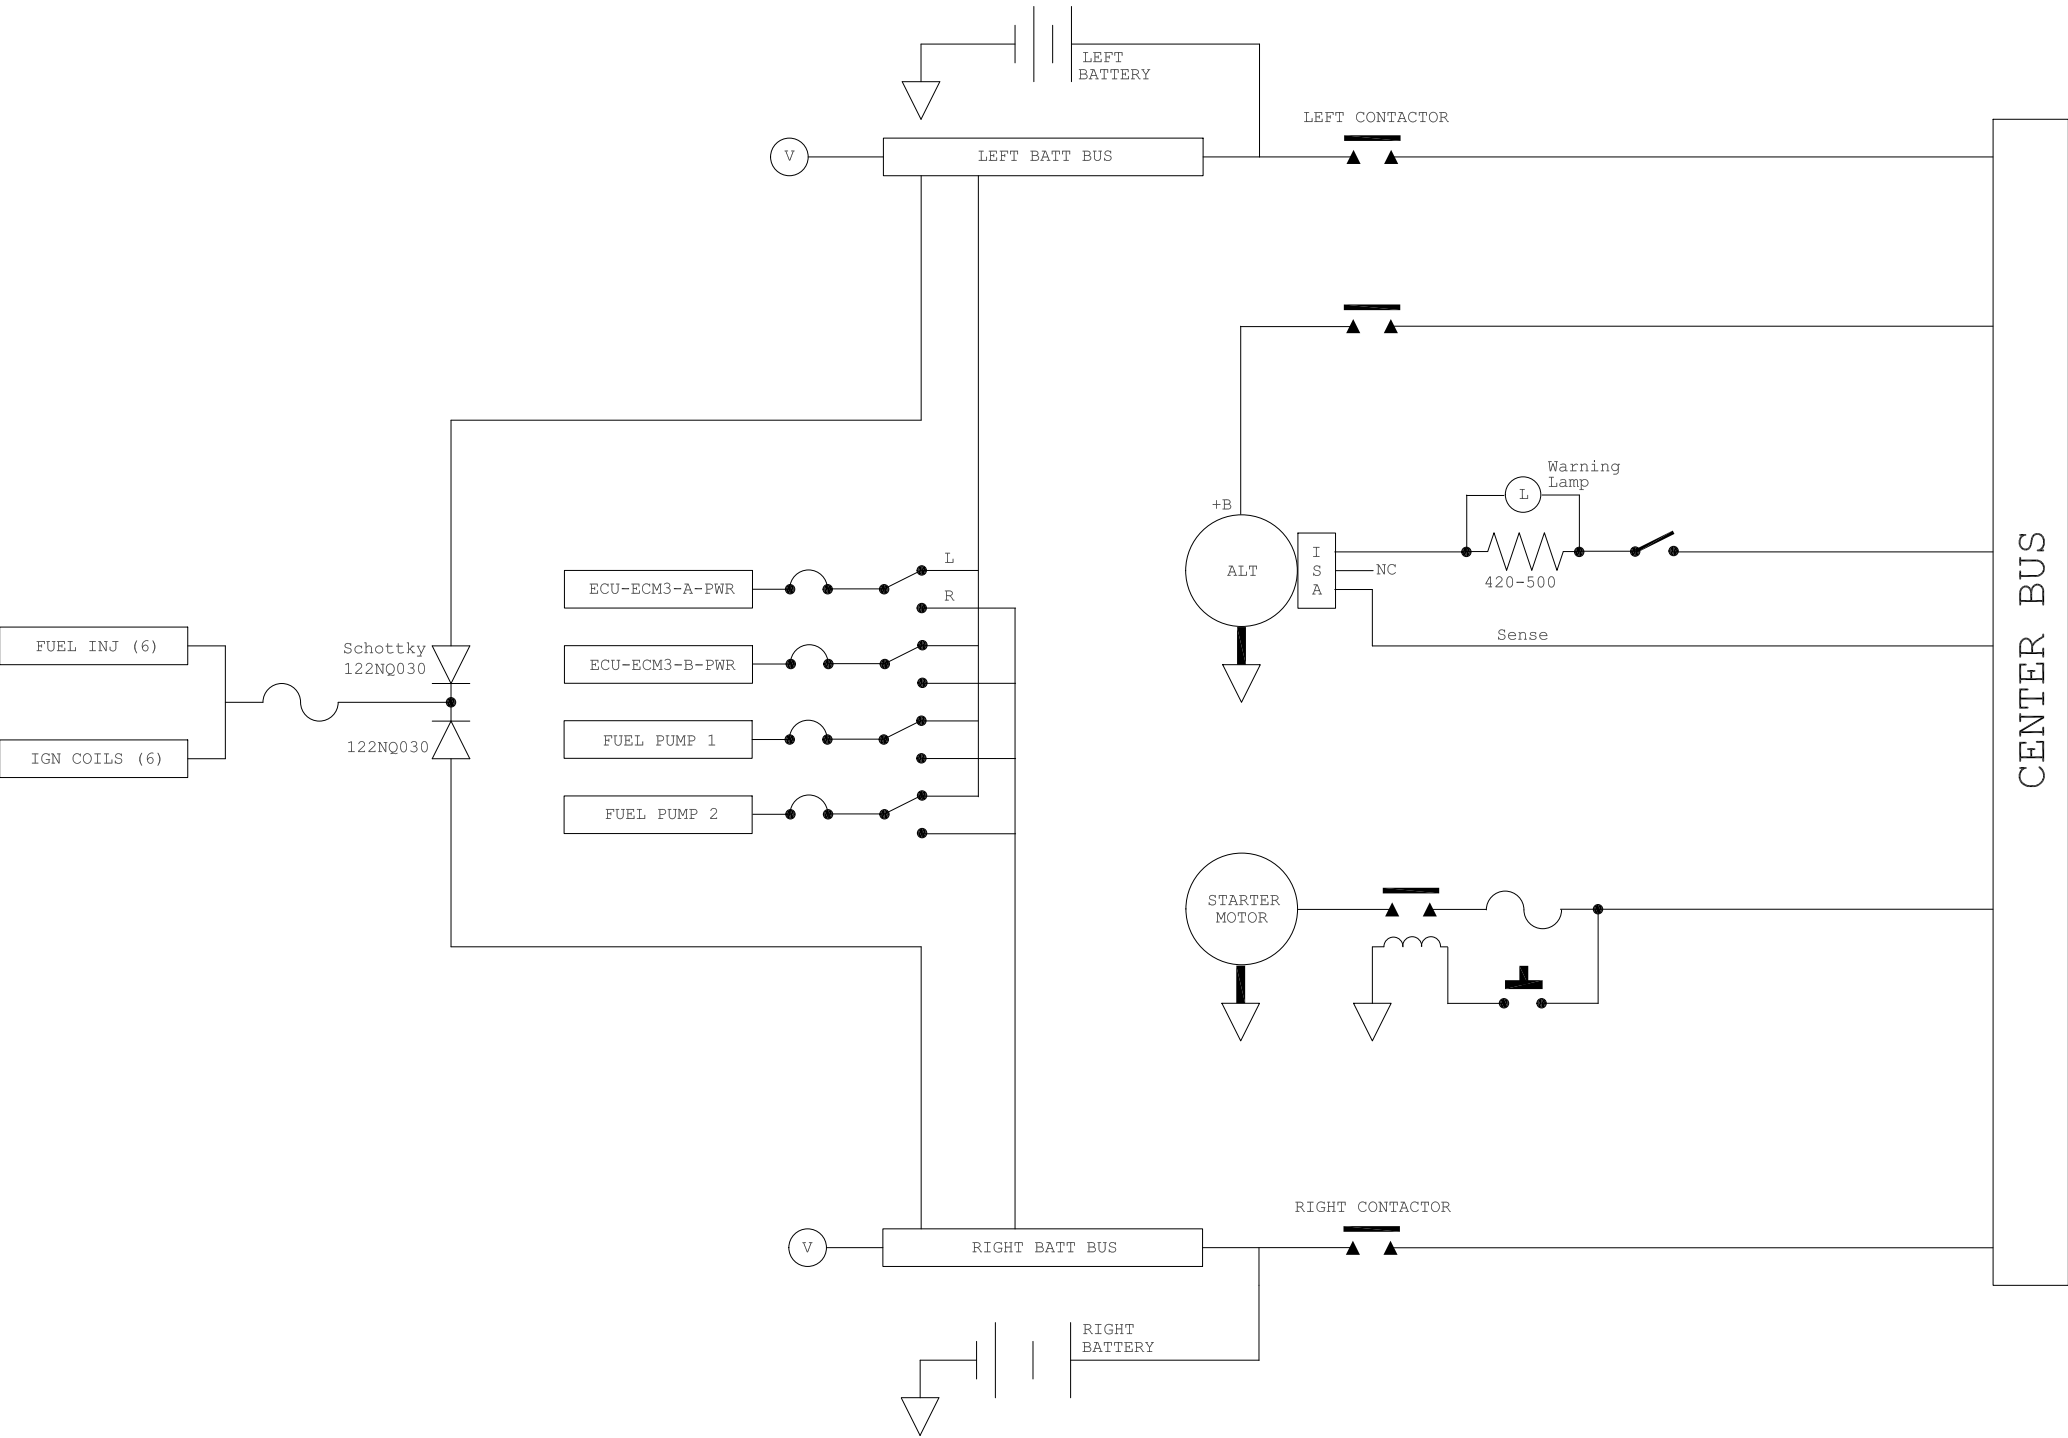 LEFT
BATTERY
LEFT CONTACTOR
V
LEFT BATT BUS
Warning
Lamp
L
+B
ALT
I
S
A
NC
420-500
Sense
CENTER BUS
L
R
ECU-ECM3-A-PWR
ECU-ECM3-B-PWR
FUEL PUMP 1
FUEL PUMP 2
FUEL INJ (6)
IGN COILS (6)
Schottky
122NQ030
122NQ030
STARTER
MOTOR
RIGHT CONTACTOR
V
RIGHT BATT BUS
RIGHT
BATTERY